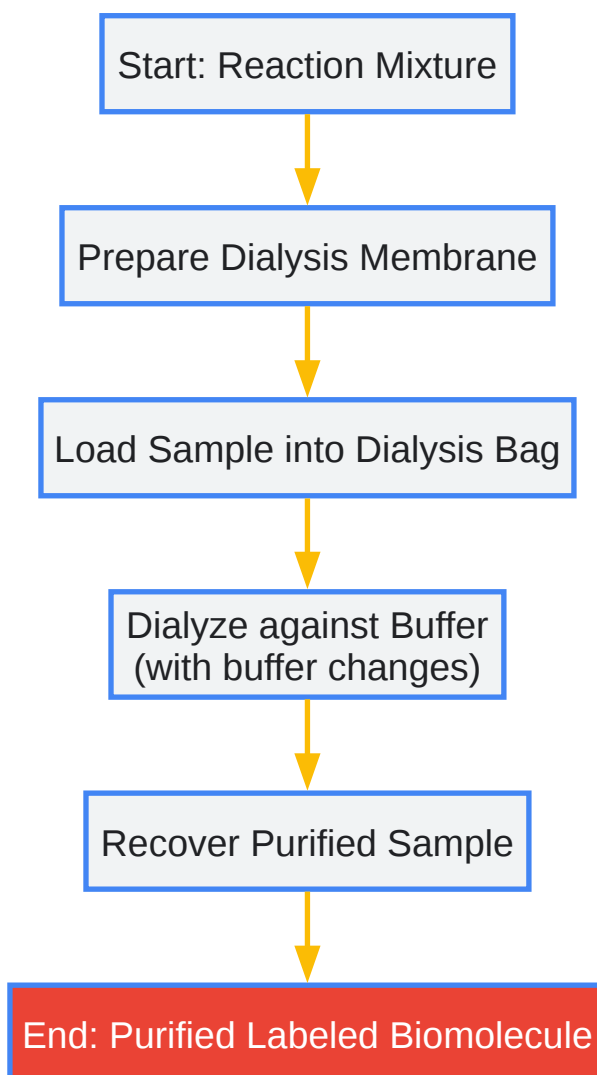 Start: Reaction Mixture
Prepare Dialysis Membrane
Load Sample into Dialysis Bag
Dialyze against Buffer
(with buffer changes)
Recover Purified Sample
End: Purified Labeled Biomolecule